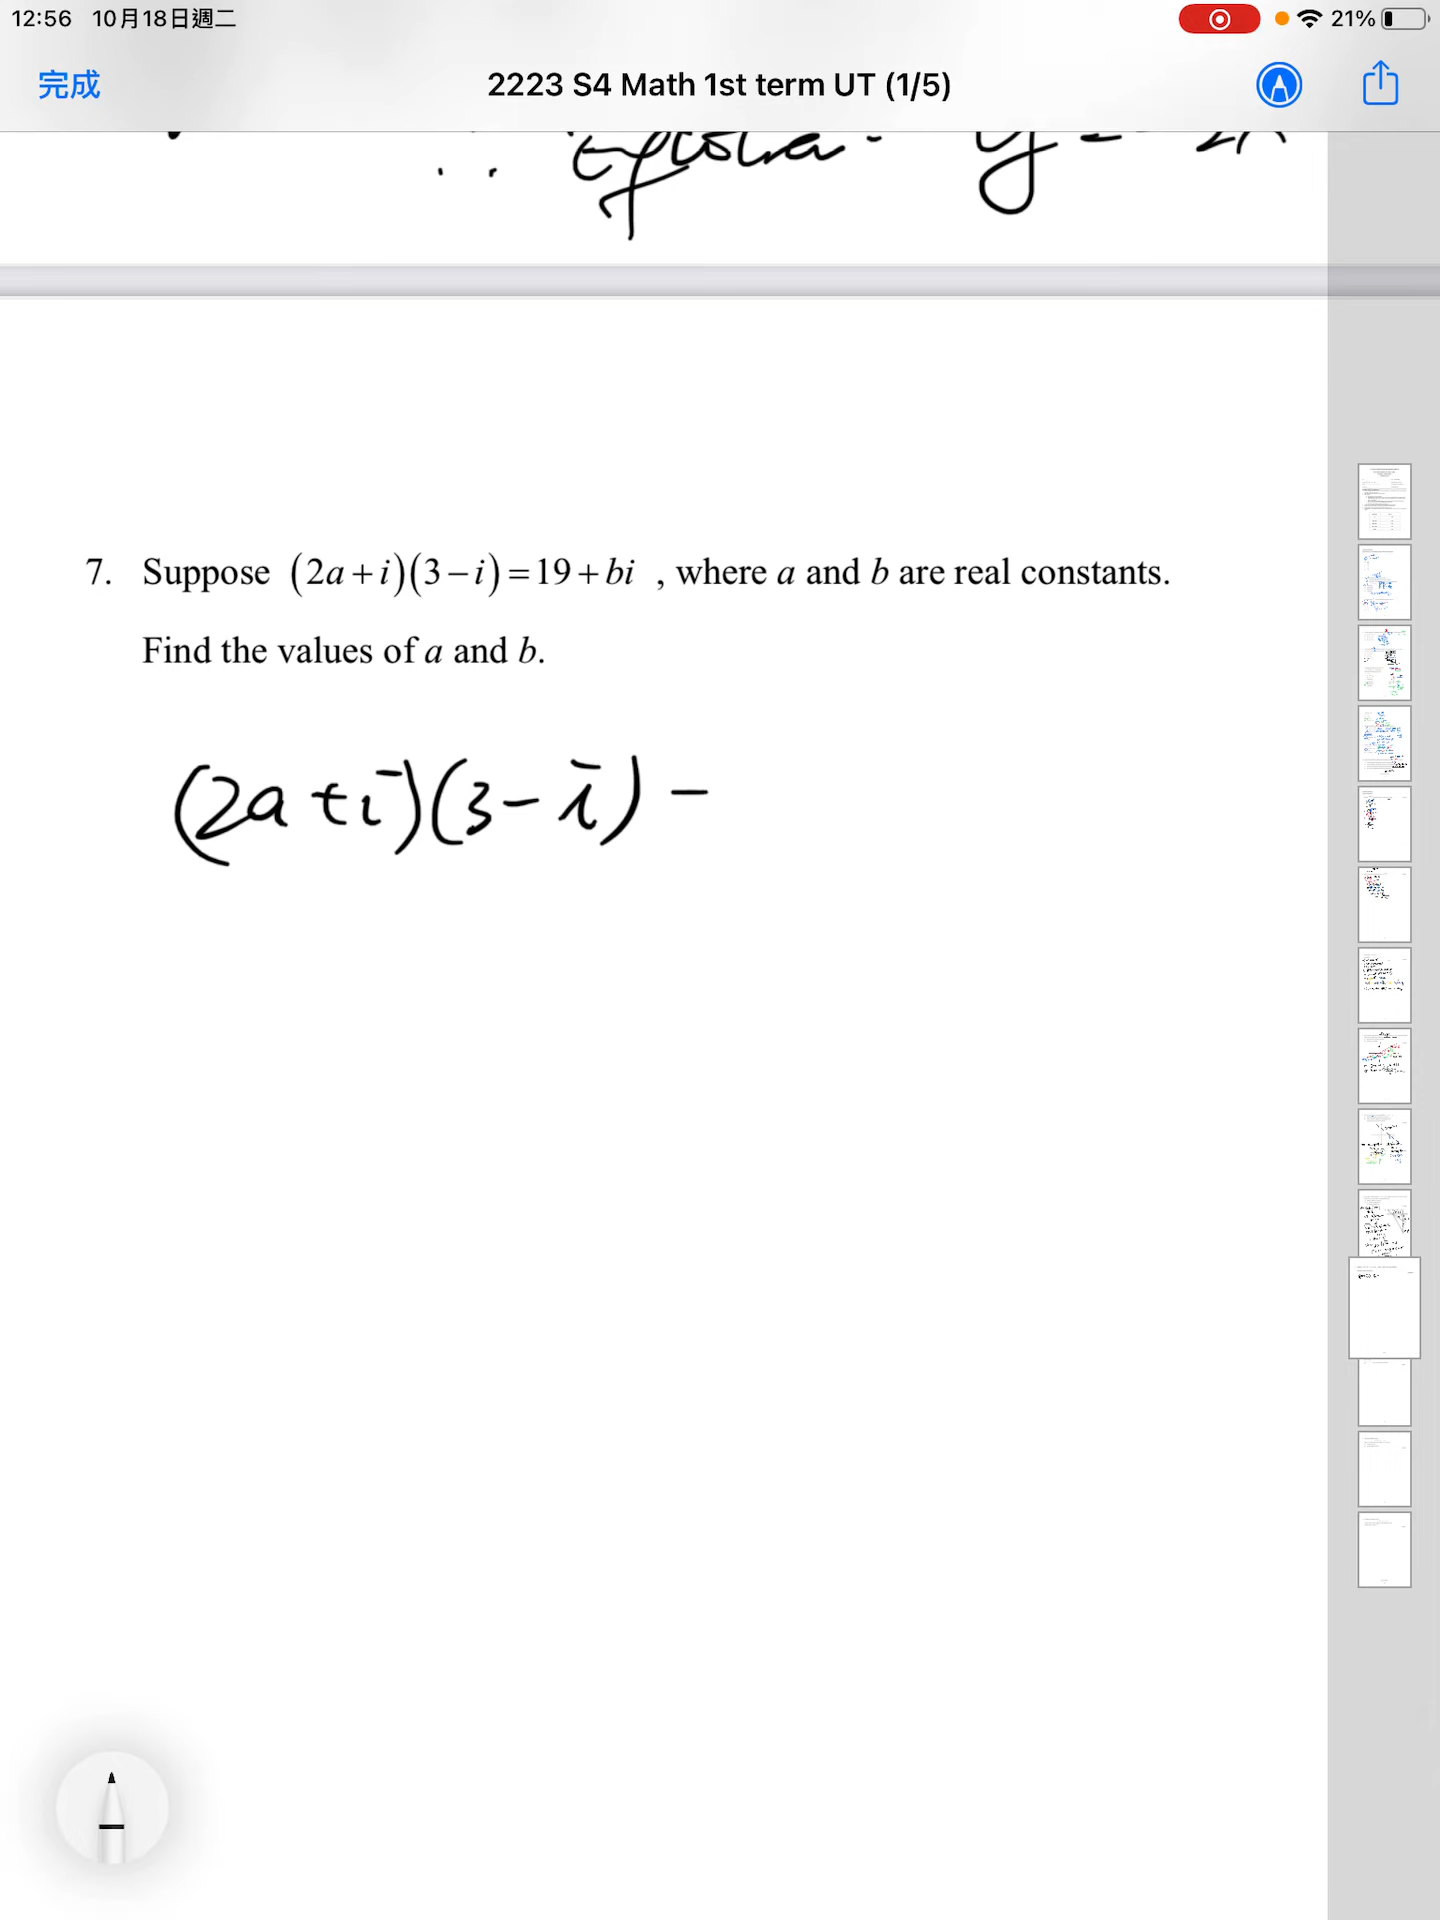 12:56 10月18日週二 21%
完成 2223 S4 Math 1st term UT (1/5)
7. Suppose (2a+i)(3−i)=19+bi , where a and b are real constants.
Find the values of a and b.
(2a+i)(3-i) -